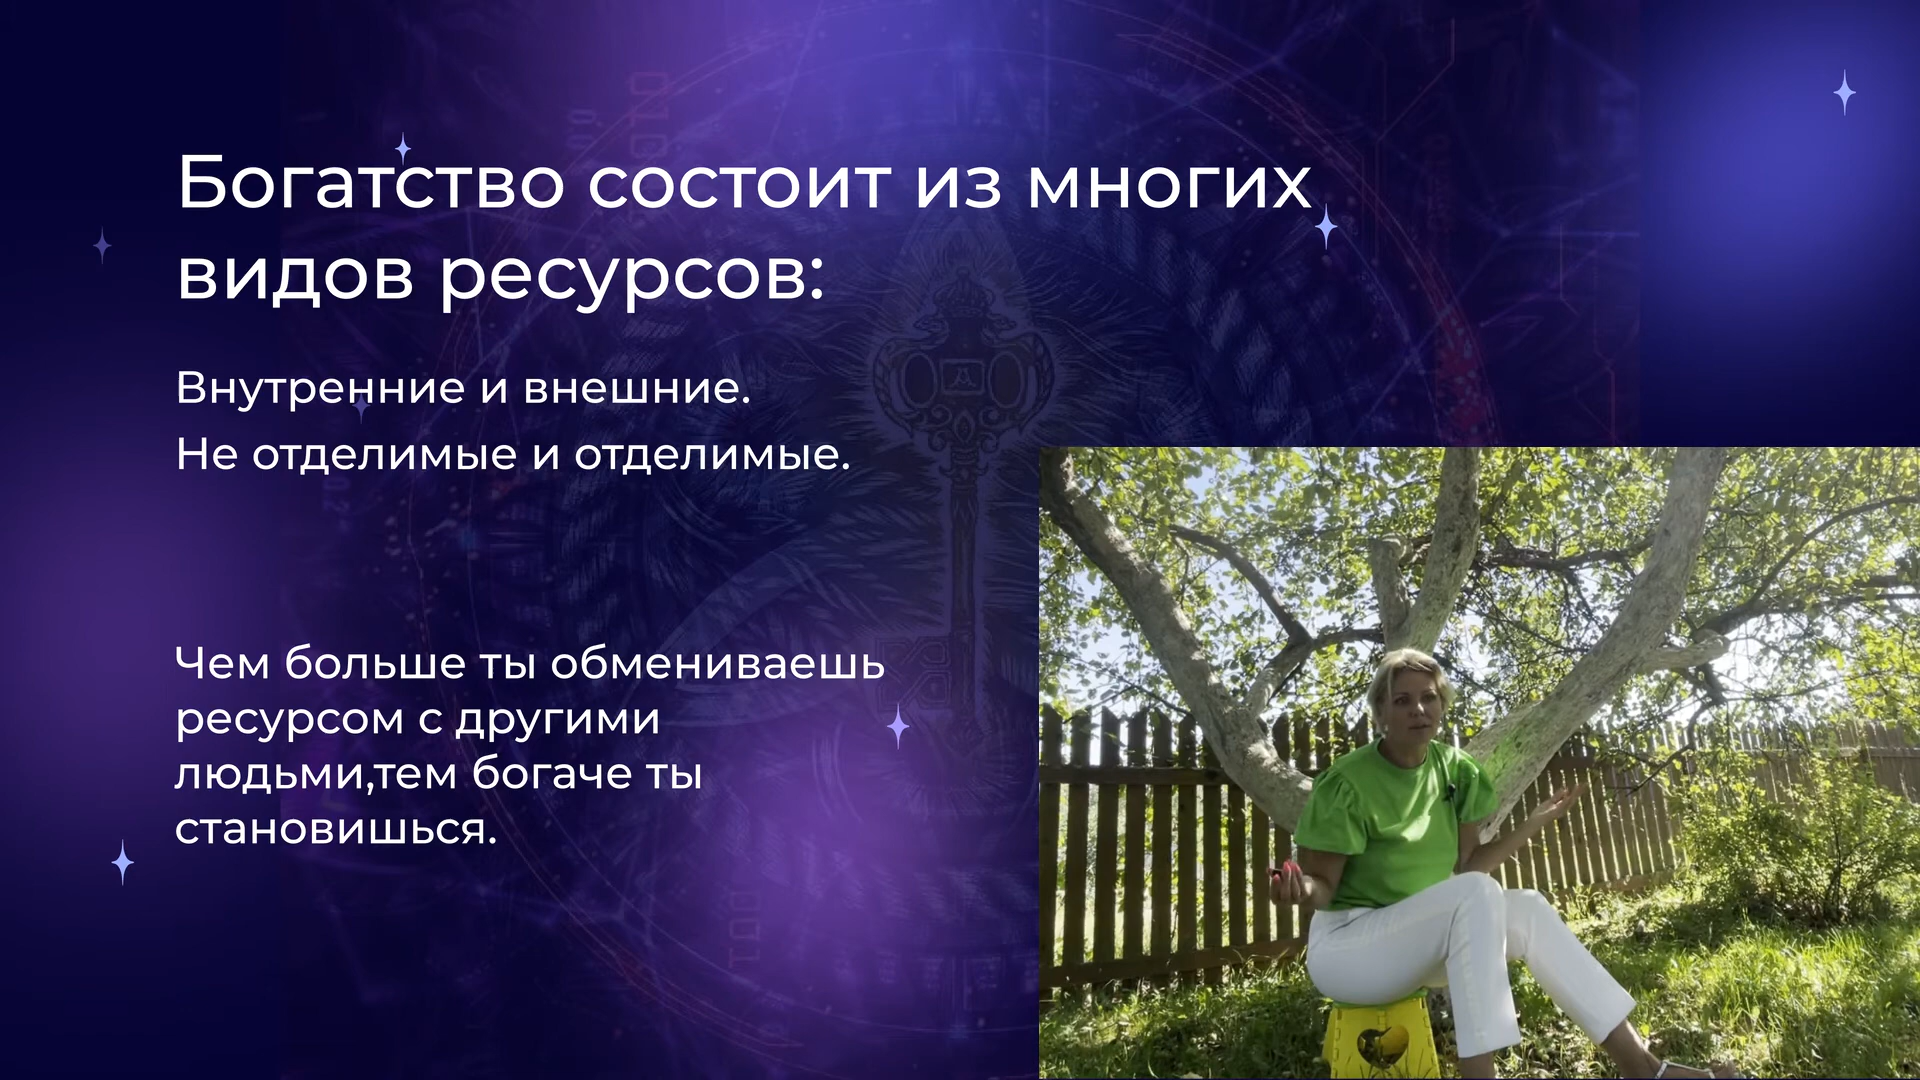 Богатство состоит из многих
видов ресурсов:
Внутренние и внешние.
Не отделимые и отделимые.
Чем больше ты обмениваешь
ресурсом с другими
людьми,тем богаче ты
становишься.